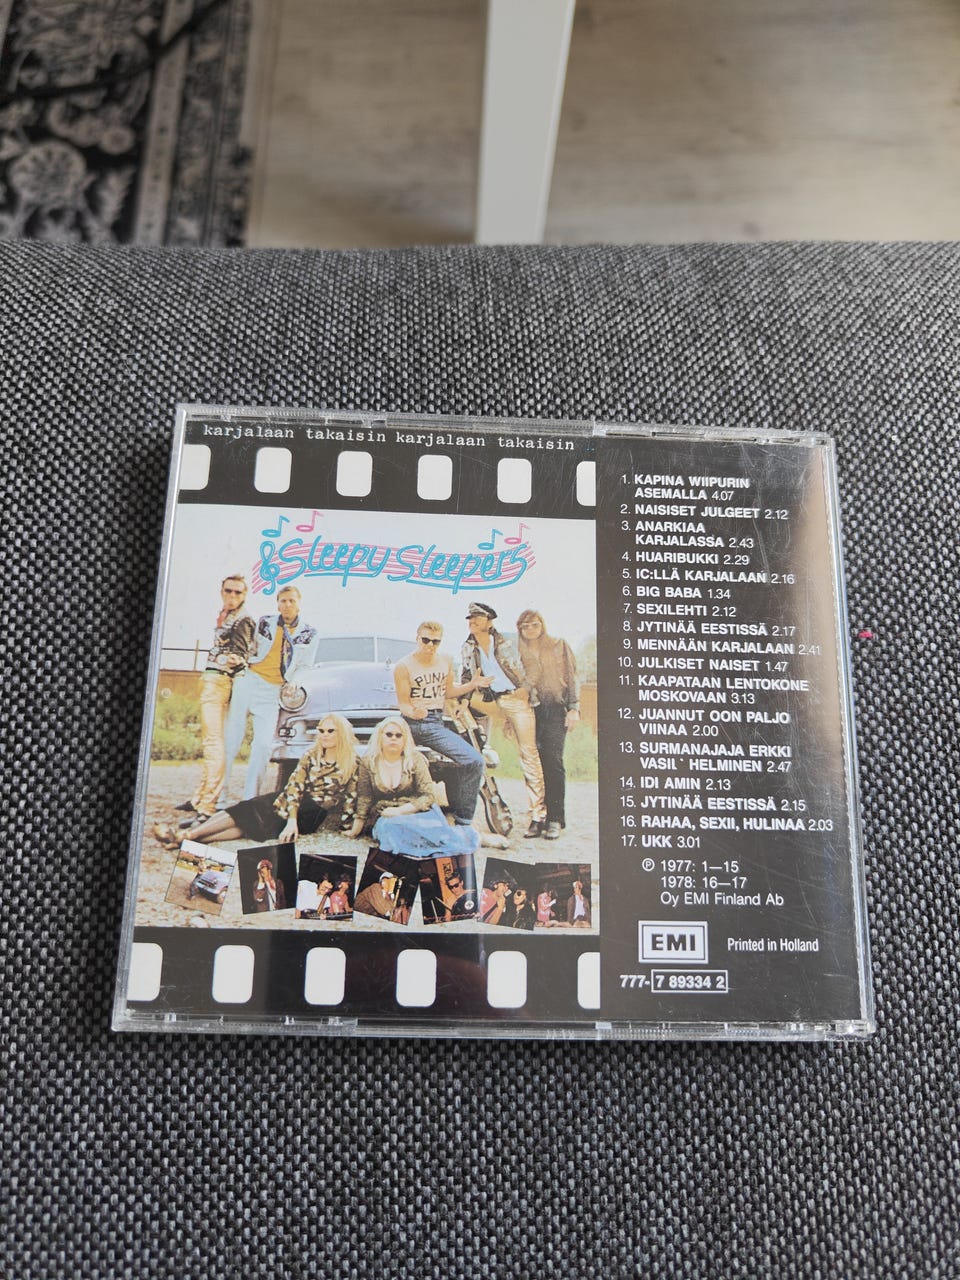 karjalaan takaisin karjalaan takaisin
Sleepy Sleepers
PUNK
ELVIS
1. KAPINA WIIPURIN
ASEMALLA 4.07
2. NAISISET JULGEET 2.12
3. ANARKIAA
KARJALASSA 2.43
4. HUARIBUKKI 2.29
5. IC:LLÄ KARJALAAN 2.16
6. BIG BABA 1.34
7. SEXILEHTI 2.12
8. JYTINÄÄ EESTISSÄ 2.17
9. MENNÄÄN KARJALAAN 2.41
10. JULKISET NAISET 1.47
11. KAAPATAAN LENTOKONE
MOSKOVAAN 3.13
12. JUANNUT OON PALJO
VIINAA 2.00
13. SURMANAJAJA ERKKI
VASIL` HELMINEN 2.47
14. IDI AMIN 2.13
15. JYTINÄÄ EESTISSÄ 2.15
16. RAHAA, SEXII, HULINAA 2.03
17. UKK 3.01
℗ 1977: 1—15
1978: 16—17
Oy EMI Finland Ab
EMI Printed in Holland
777-7 89334 2